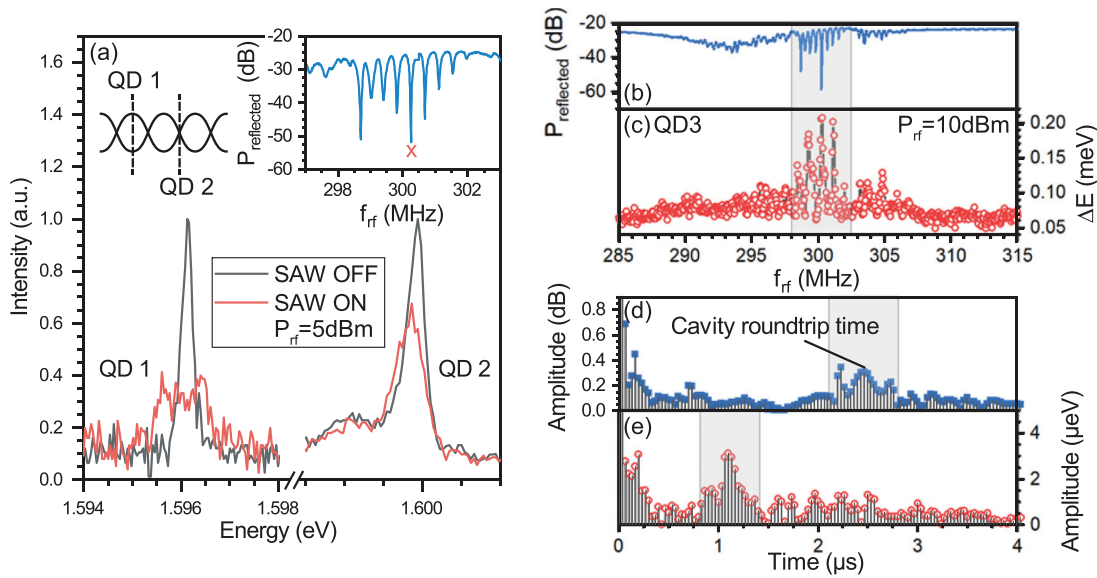 (a)
QD 1
QD 2
P_reflected (dB)
-20
-30
-40
-50
-60
x
298 300 302
f_rf (MHz)
Intensity (a.u.)
1.6
1.4
1.2
1.0
0.8
0.6
0.4
0.2
0.0
SAW OFF
SAW ON
P_rf=5dBm
QD 1
QD 2
1.594 1.596 1.598 1.600
Energy (eV)
P_reflected (dB)
-20
-60
(b)
(c) QD3
P_rf=10dBm
0.20
0.15
0.10
0.05
ΔE (meV)
285 290 295 300 305 310 315
f_rf (MHz)
Amplitude (dB)
0.8
0.6
0.4
0.2
0.0
(d)
Cavity roundtrip time
(e)
4
2
0
Amplitude (µeV)
0 1 2 3 4
Time (µs)